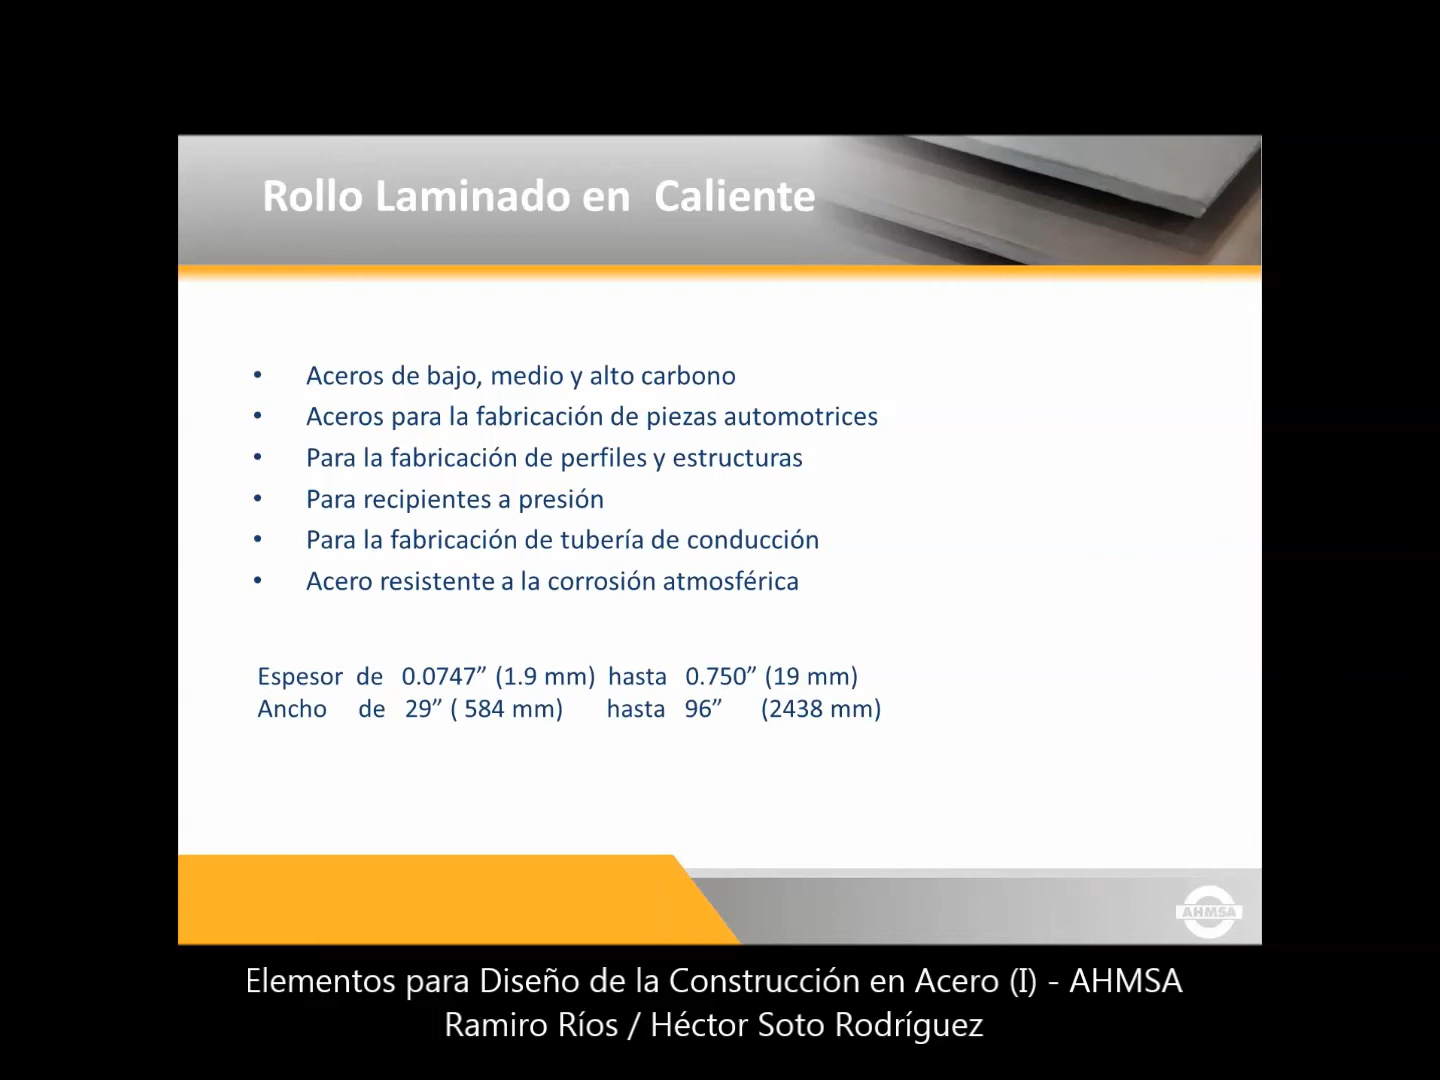 Rollo Laminado en  Caliente
• Aceros de bajo, medio y alto carbono
• Aceros para la fabricación de piezas automotrices
• Para la fabricación de perfiles y estructuras
• Para recipientes a presión
• Para la fabricación de tubería de conducción
• Acero resistente a la corrosión atmosférica
Espesor de 0.0747” (1.9 mm) hasta 0.750” (19 mm)
Ancho de 29” ( 584 mm) hasta 96” (2438 mm)
AHMSA
Elementos para Diseño de la Construcción en Acero (I) - AHMSA
Ramiro Ríos / Héctor Soto Rodríguez